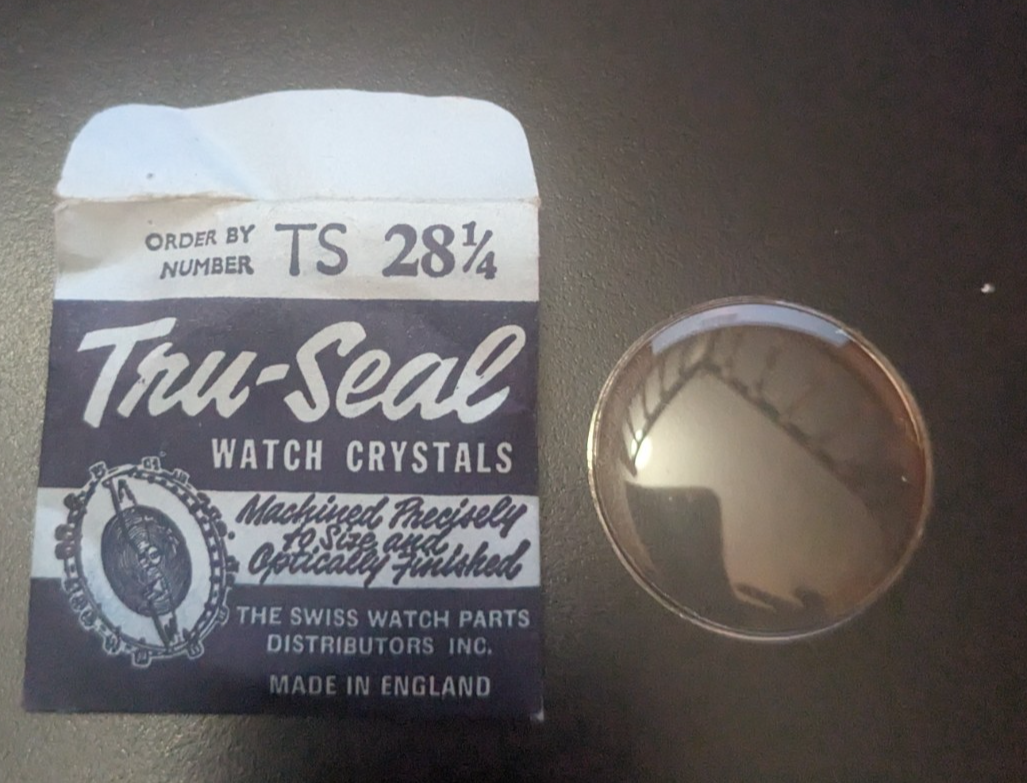 ORDER BY
NUMBER
TS 28¼
Tru-Seal
WATCH CRYSTALS
Machined Precisely
to Size and
Optically Finished
THE SWISS WATCH PARTS
DISTRIBUTORS INC.
MADE IN ENGLAND